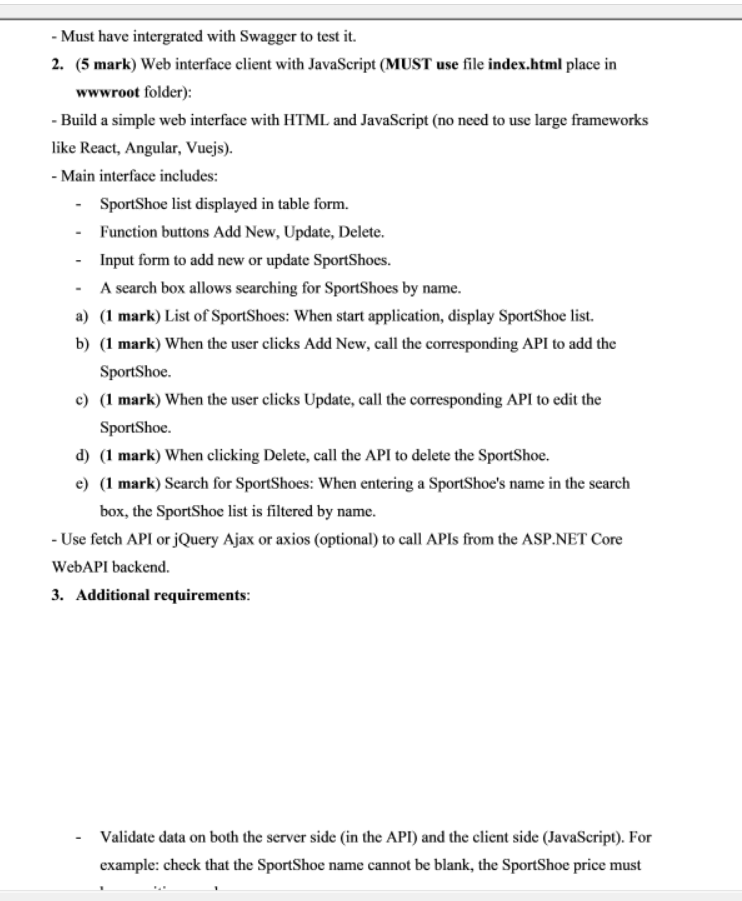 - Must have intergrated with Swagger to test it.
2. (5 mark) Web interface client with JavaScript (MUST use file index.html place in
wwwroot folder):
- Build a simple web interface with HTML and JavaScript (no need to use large frameworks
like React, Angular, Vuejs).
- Main interface includes:
- SportShoe list displayed in table form.
- Function buttons Add New, Update, Delete.
- Input form to add new or update SportShoes.
- A search box allows searching for SportShoes by name.
a) (1 mark) List of SportShoes: When start application, display SportShoe list.
b) (1 mark) When the user clicks Add New, call the corresponding API to add the
SportShoe.
c) (1 mark) When the user clicks Update, call the corresponding API to edit the
SportShoe.
d) (1 mark) When clicking Delete, call the API to delete the SportShoe.
e) (1 mark) Search for SportShoes: When entering a SportShoe's name in the search
box, the SportShoe list is filtered by name.
- Use fetch API or jQuery Ajax or axios (optional) to call APIs from the ASP.NET Core
WebAPI backend.
3. Additional requirements:
- Validate data on both the server side (in the API) and the client side (JavaScript). For
example: check that the SportShoe name cannot be blank, the SportShoe price must